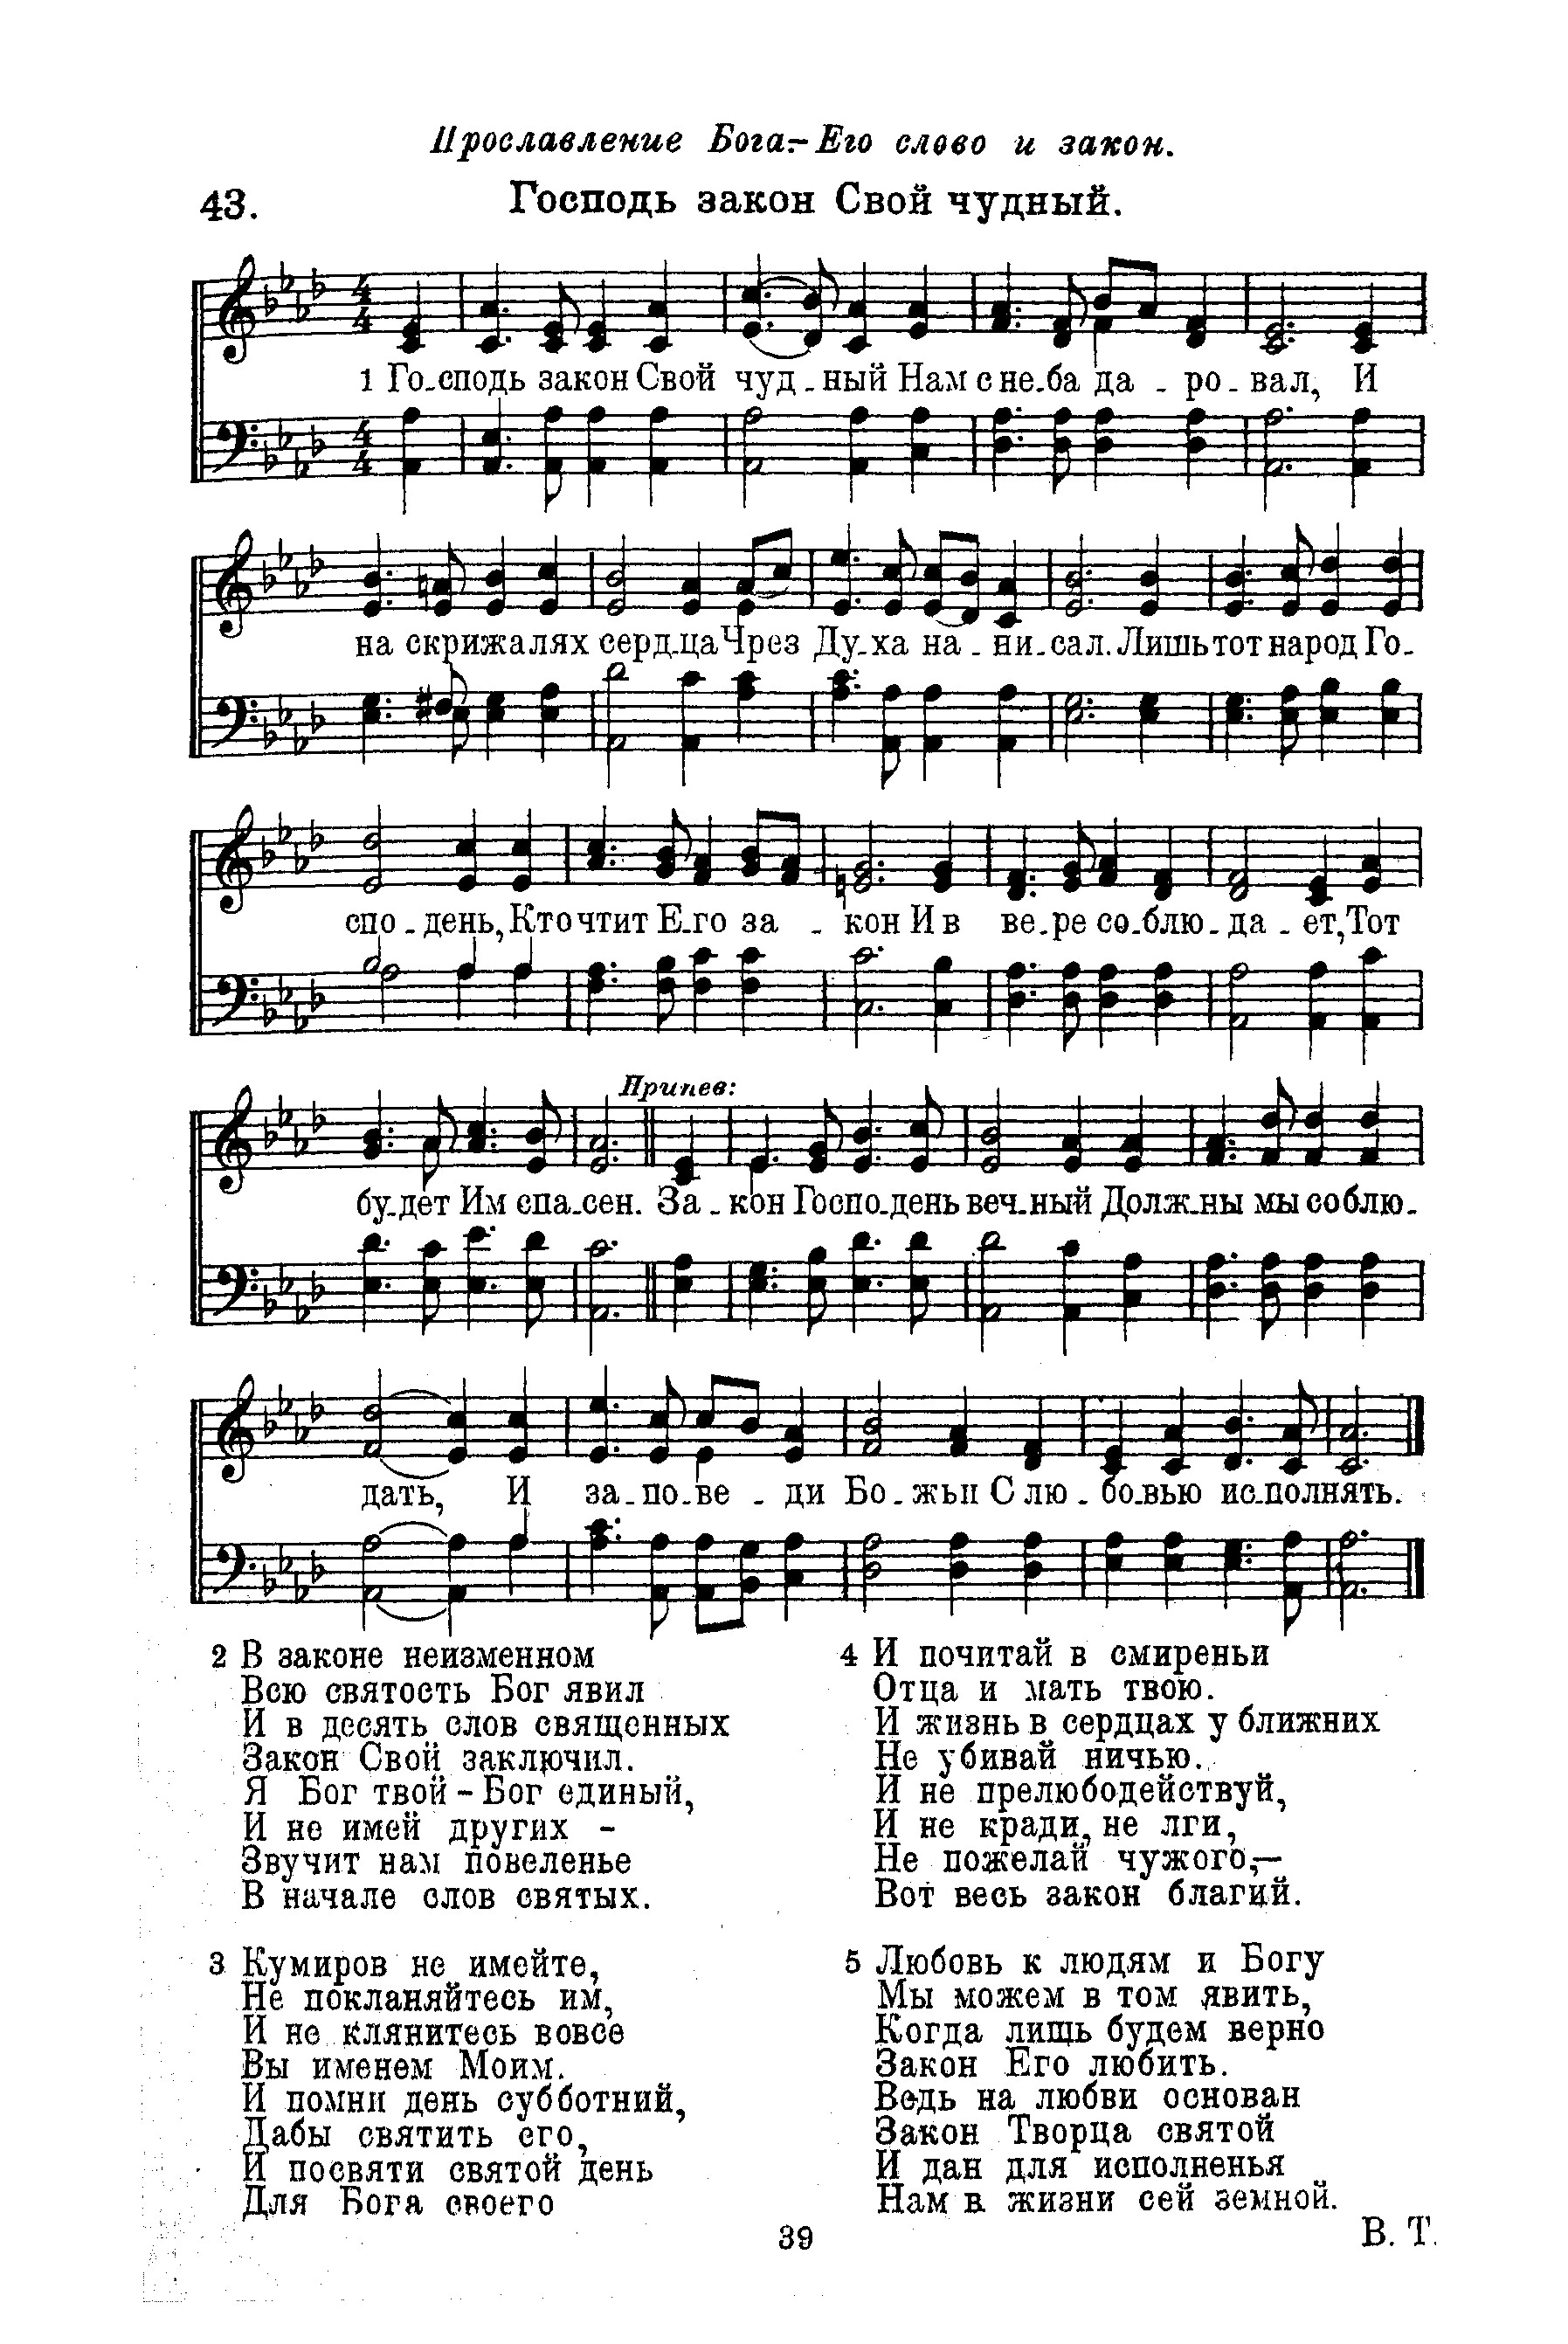 Прославление Бога.- Его слово и закон.
43. Господь закон Свой чудный.
1 Го-сподь закон Свой чуд-ный Нам с не-ба да-ро-вал, И
на скрижалях серд-ца Чрез Ду-ха на-ни-сал. Лишь тот народ Го-
спо-день, Кто чтит Е-го за-кон И в ве-ре со-блю-да-ет, Тот
Припев:
бу-дет Им спа-сен. За-кон Госпо-день веч-ный Долж-ны мы соблю-
дать, И за-по-ве-ди Бо-жьи С лю-бо-вью ис-полнять.
2 В законе неизменном
Всю святость Бог явил
И в десять слов священных
Закон Свой заключил.
Я Бог твой - Бог единый,
И не имей других -
Звучит нам повеленье
В начале слов святых.
3 Кумиров не имейте,
Не покланяйтесь им,
И не клянитесь вовсе
Вы именем Моим.
И помни день субботний,
Дабы святить его,
И посвяти святой день
Для Бога своего
4 И почитай в смиреньи
Отца и мать твою.
И жизнь в сердцах у ближних
Не убивай ничью.
И не прелюбодействуй,
И не кради, не лги,
Не пожелай чужого,—
Вот весь закон благий.
5 Любовь к людям и Богу
Мы можем в том явить,
Когда лишь будем верно
Закон Его любить.
Ведь на любви основан
Закон Творца святой
И дан для исполненья
Нам в жизни сей земной.
В. Т.
39